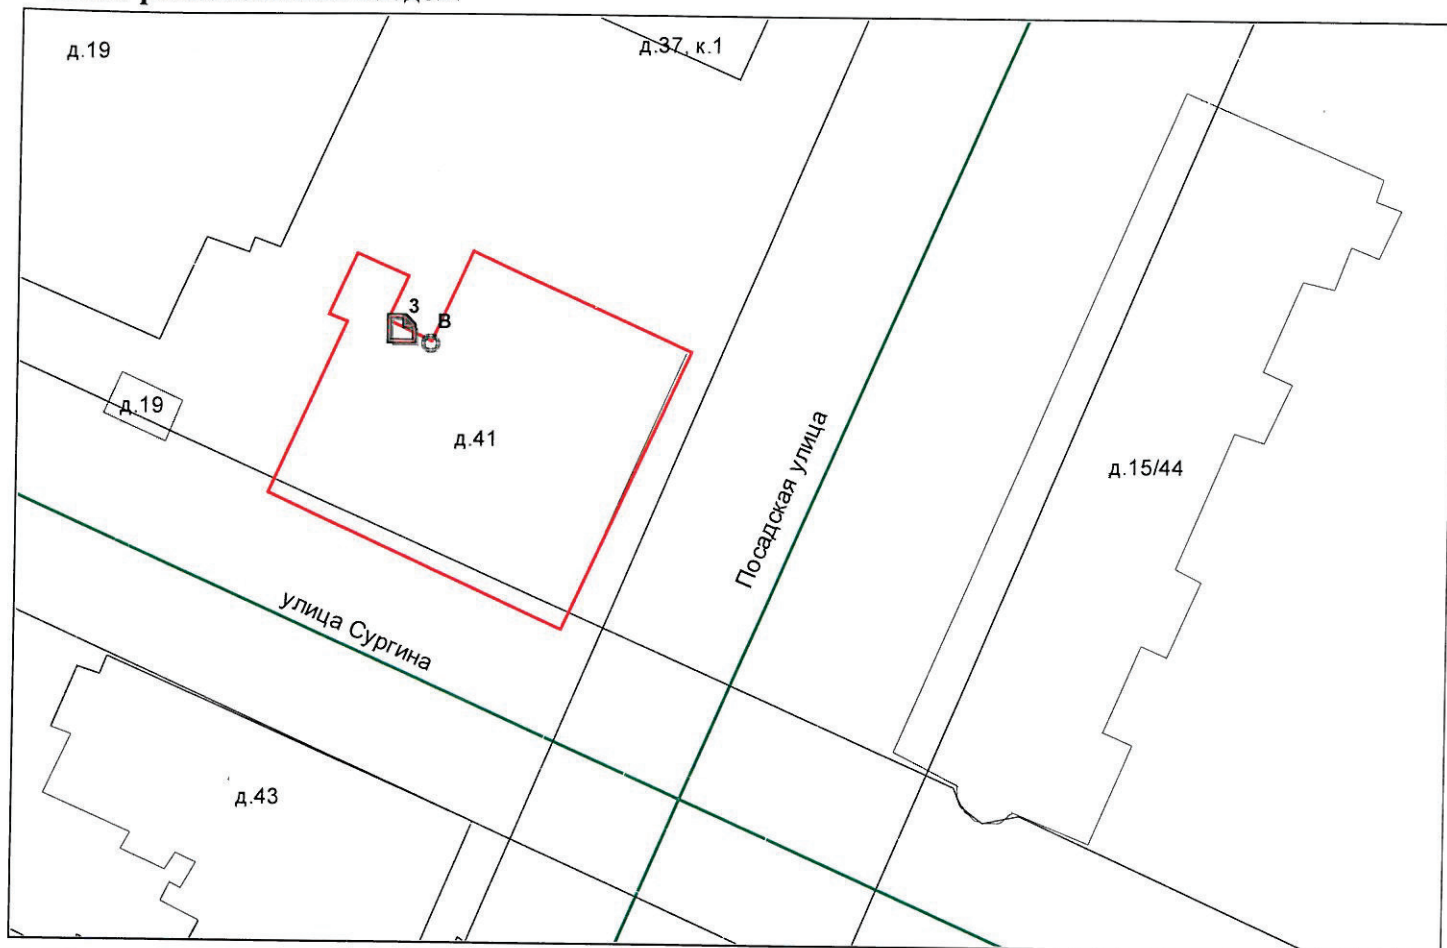 д.19
д.37, к.1
3
В
д.19
д.41
Посадская улица
д.15/44
улица Сургина
д.43